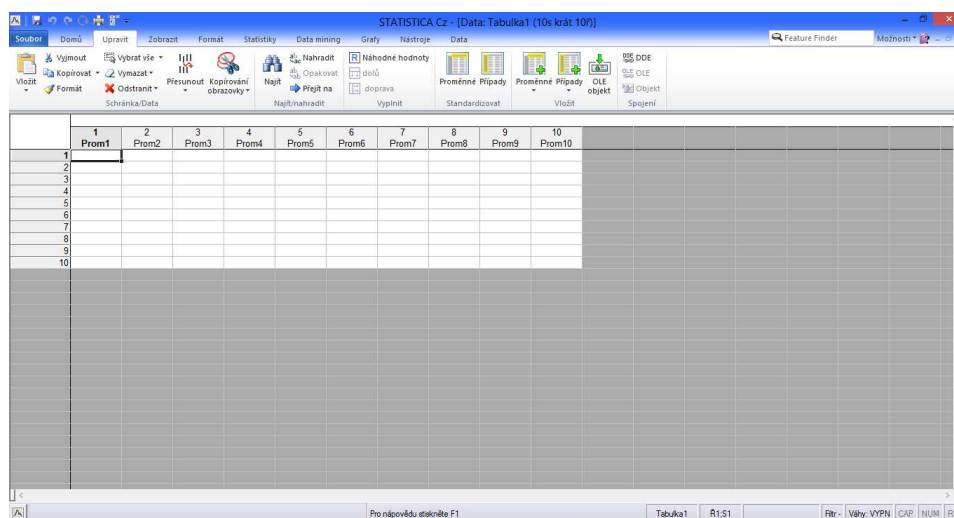 STATISTICA Cz - [Data: Tabulka1 (10s krát 10ř)]
Soubor Domů Upravit Zobrazit Formát Statistiky Data mining Grafy Nástroje Data Feature Finder Možnosti
Vložit
Vyjmout
Kopírovat
Formát
Vybrat vše
Vymazat
Odstranit
Přesunout
Kopírování obrazovky
Schránka/Data
Najít
Nahradit
Opakovat
Přejít na
Najít/nahradit
Náhodné hodnoty
dolů
doprava
Vyplnit
Proměnné Případy
Standardizovat
Proměnné Případy
OLE objekt
Vložit
DDE
OLE
Objekt
Spojení
1 2 3 4 5 6 7 8 9 10
Prom1 Prom2 Prom3 Prom4 Prom5 Prom6 Prom7 Prom8 Prom9 Prom10
1
2
3
4
5
6
7
8
9
10
Pro nápovědu stiskněte F1 Tabulka1 Ř1;S1 Filtr - Váhy: VYPN CAP NUM